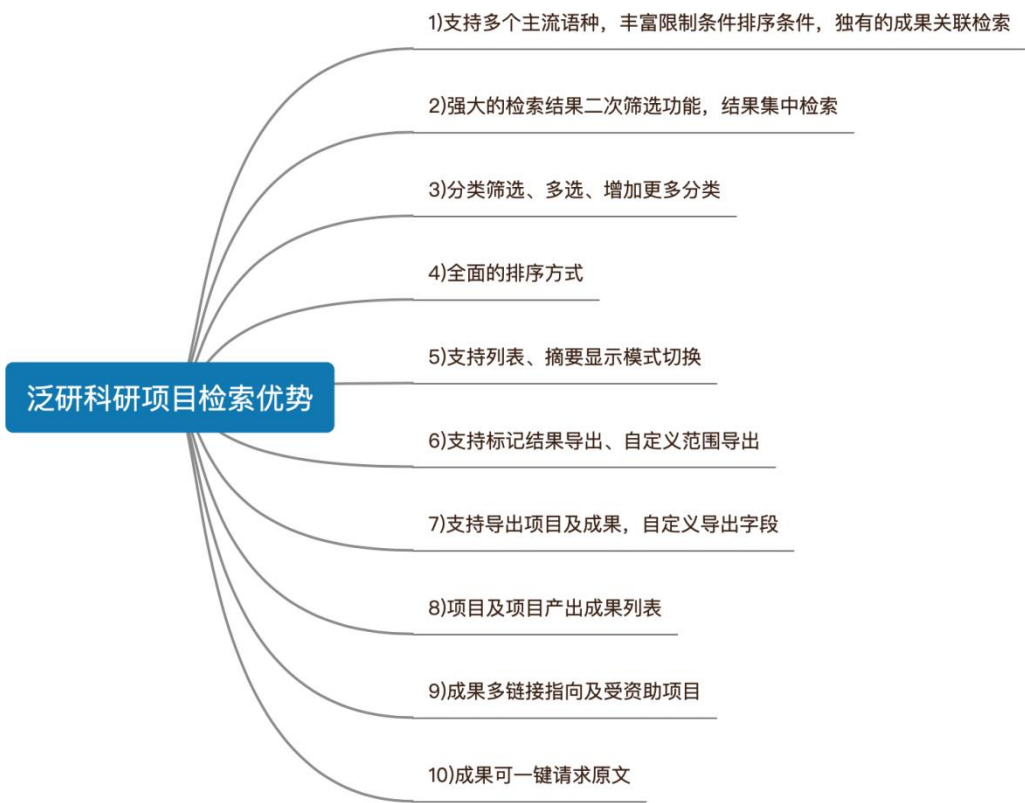 1)支持多个主流语种，丰富限制条件排序条件，独有的成果关联检索
2)强大的检索结果二次筛选功能，结果集中检索
3)分类筛选、多选、增加更多分类
4)全面的排序方式
5)支持列表、摘要显示模式切换
泛研科研项目检索优势
6)支持标记结果导出、自定义范围导出
7)支持导出项目及成果，自定义导出字段
8)项目及项目产出成果列表
9)成果多链接指向及受资助项目
10)成果可一键请求原文